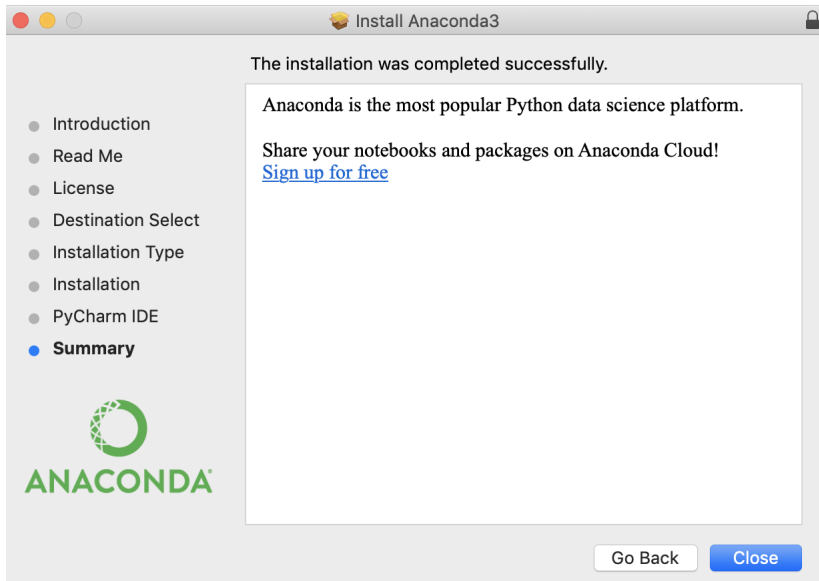 Install Anaconda3
The installation was completed successfully.
Introduction
Read Me
License
Destination Select
Installation Type
Installation
PyCharm IDE
Summary
ANACONDA®
Anaconda is the most popular Python data science platform.
Share your notebooks and packages on Anaconda Cloud!
Sign up for free
Go Back
Close